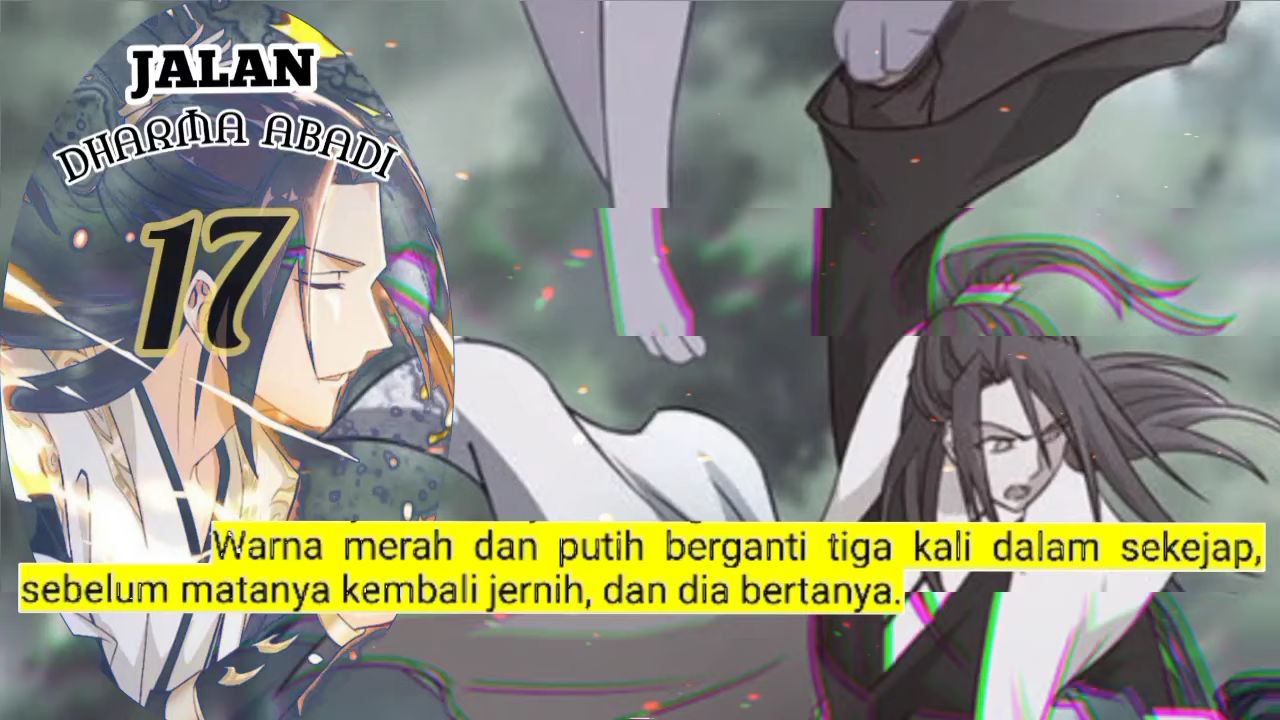 JALAN
DHARMA ABADI
17
Warna merah dan putih berganti tiga kali dalam sekejap,
sebelum matanya kembali jernih, dan dia bertanya.